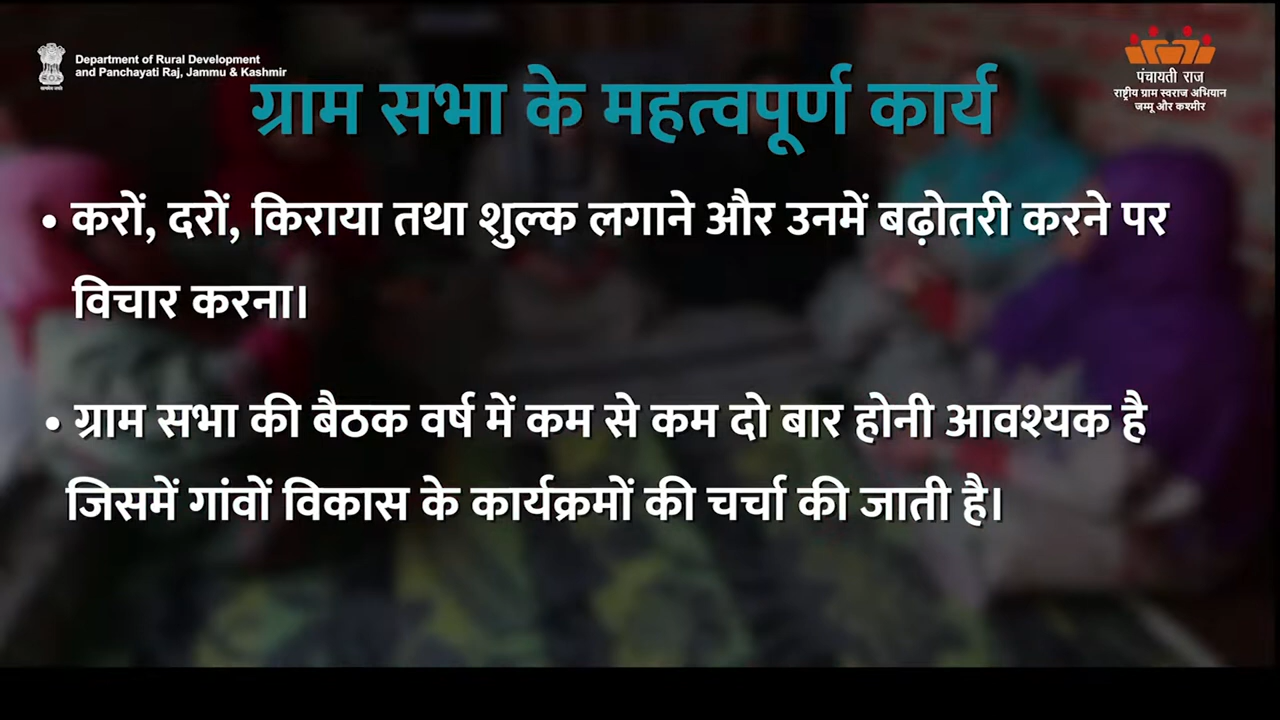 Department of Rural Development
and Panchayati Raj, Jammu & Kashmir
पंचायती राज
राष्ट्रीय ग्राम स्वराज अभियान
जम्मू और कश्मीर
ग्राम सभा के महत्वपूर्ण कार्य
• करों, दरों, किराया तथा शुल्क लगाने और उनमें बढ़ोतरी करने पर
विचार करना।
• ग्राम सभा की बैठक वर्ष में कम से कम दो बार होनी आवश्यक है
जिसमें गांवों विकास के कार्यक्रमों की चर्चा की जाती है।